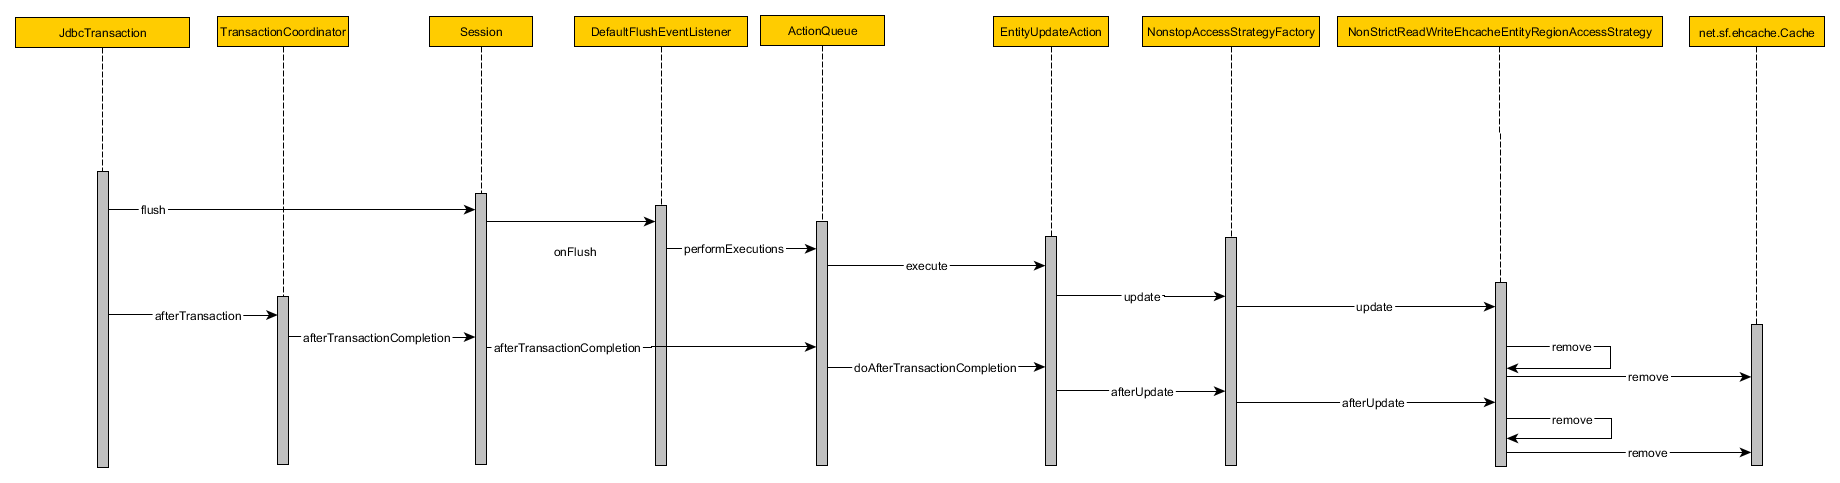 JdbcTransaction
TransactionCoordinator
Session
DefaultFlushEventListener
ActionQueue
EntityUpdateAction
NonstopAccessStrategyFactory
NonStrictReadWriteEhcacheEntityRegionAccessStrategy
net.sf.ehcache.Cache
flush
onFlush
performExecutions
execute
update
update
afterTransaction
afterTransactionCompletion
afterTransactionCompletion
remove
doAfterTransactionCompletion
remove
afterUpdate
afterUpdate
remove
remove